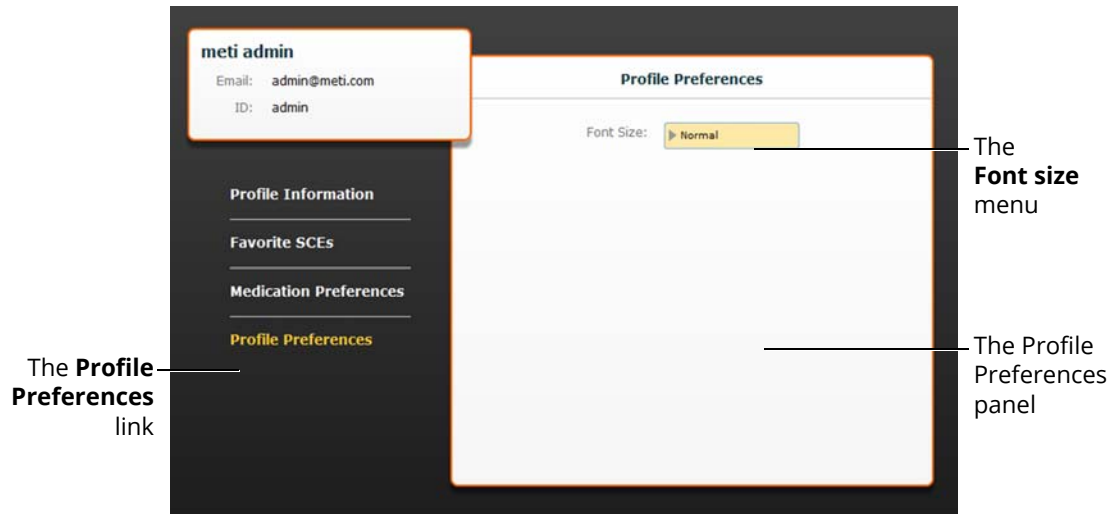 meti admin
Email: admin@meti.com
ID: admin
Profile Information
Favorite SCEs
Medication Preferences
Profile Preferences
Profile Preferences
Font Size: Normal
The
Font size
menu
The Profile
Preferences
panel
The Profile
Preferences
link